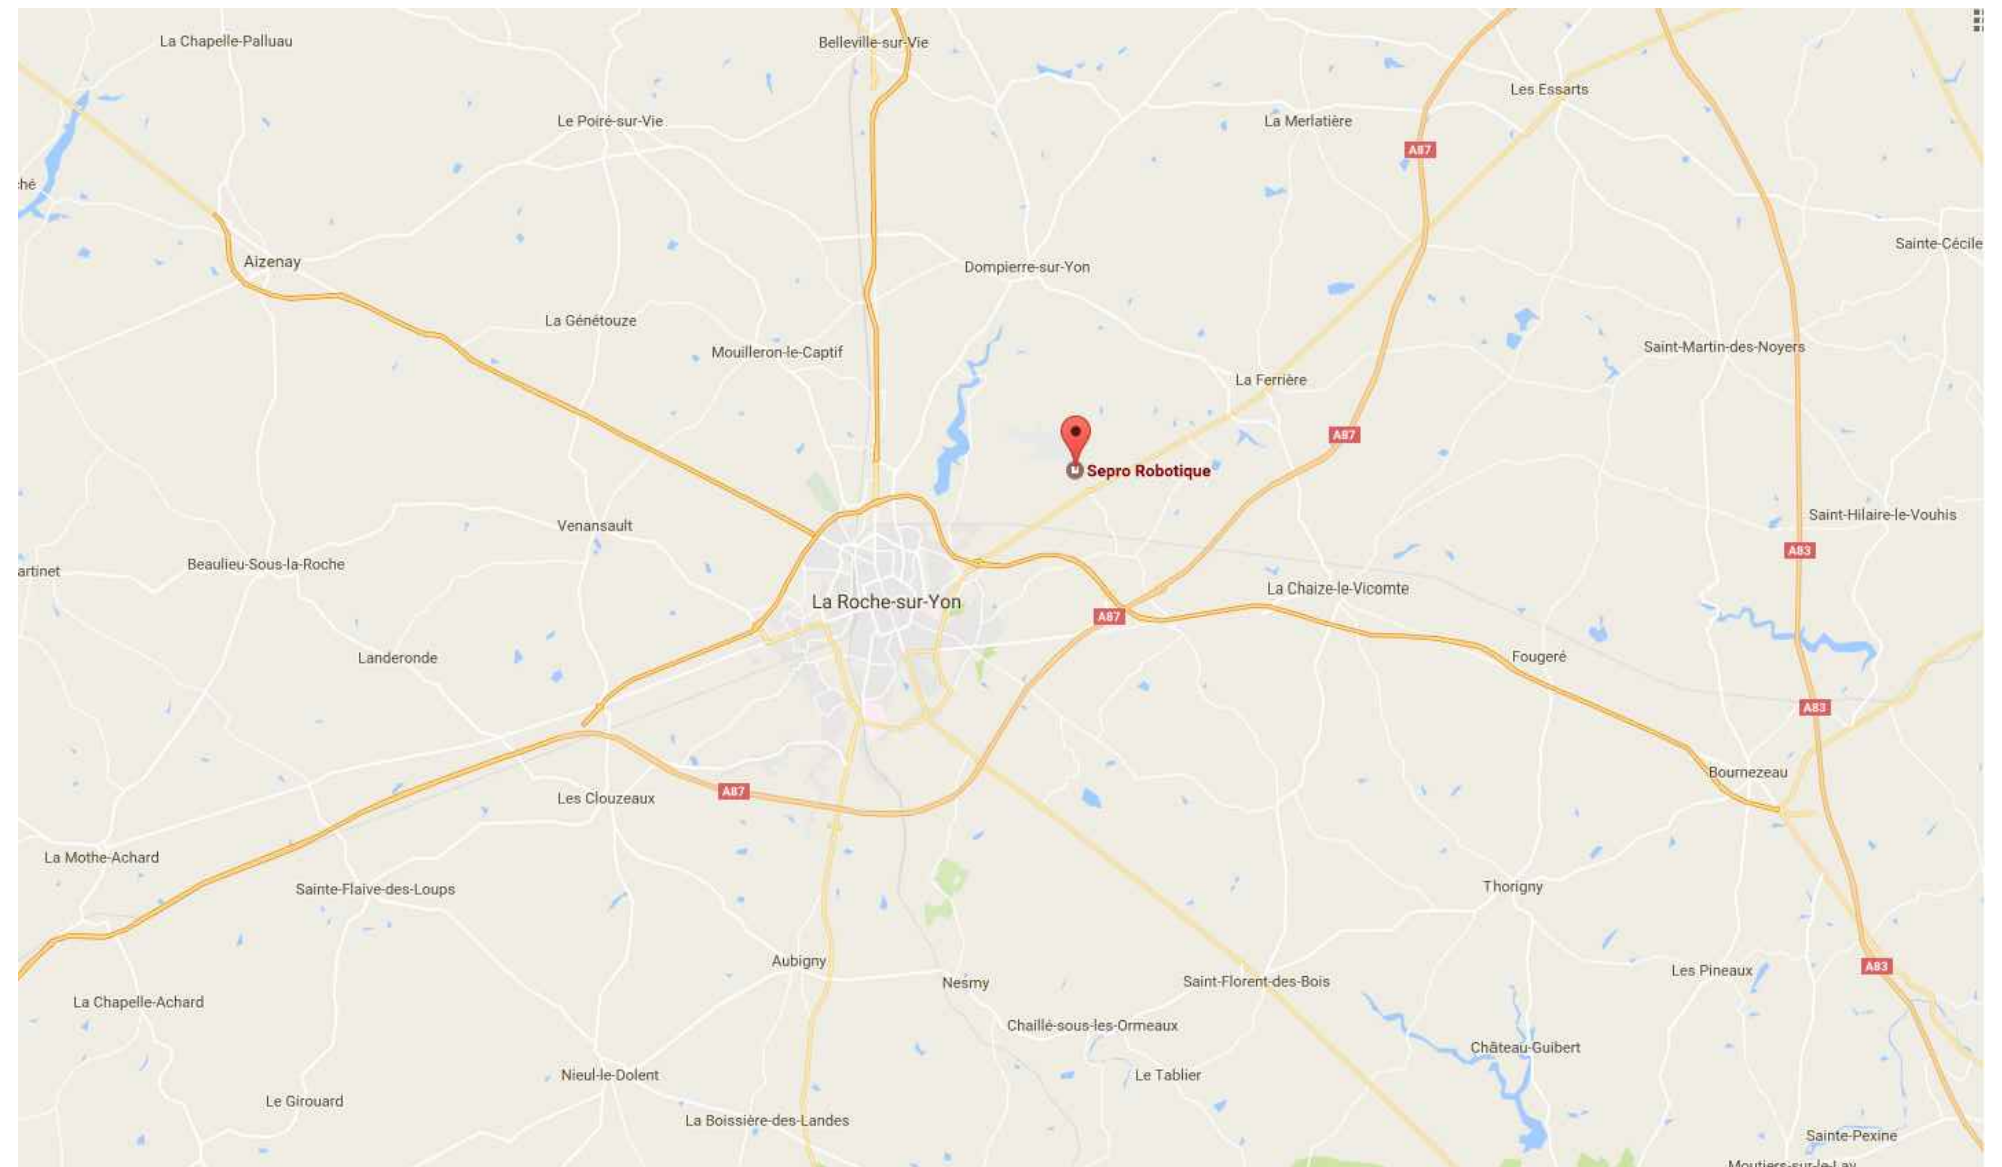 La Chapelle-Palluau
Belleville-sur-Vie
Les Essarts
Le Poiré-sur-Vie
La Merlatière
A87
ché
Sainte-Cécile
Aizenay
Dompierre-sur-Yon
La Génétouze
Mouilleron-le-Captif
Saint-Martin-des-Noyers
La Ferrière
A87
Sepro Robotique
Venansault
Saint-Hilaire-le-Vouhis
A83
Beaulieu-Sous-la-Roche
artinet
La Chaize-le-Vicomte
La Roche-sur-Yon
A87
Landeronde
Fougeré
A83
Bournezeau
A87
Les Clouzeaux
La Mothe-Achard
Sainte-Flaive-des-Loups
Thorigny
Aubigny
A83
Les Pineaux
Nesmy
Saint-Florent-des-Bois
La Chapelle-Achard
Chaillé-sous-les-Ormeaux
Château-Guibert
Nieul-le-Dolent
Le Tablier
Le Girouard
La Boissière-des-Landes
Sainte-Pexine
Moutiers-sur-le-Lay